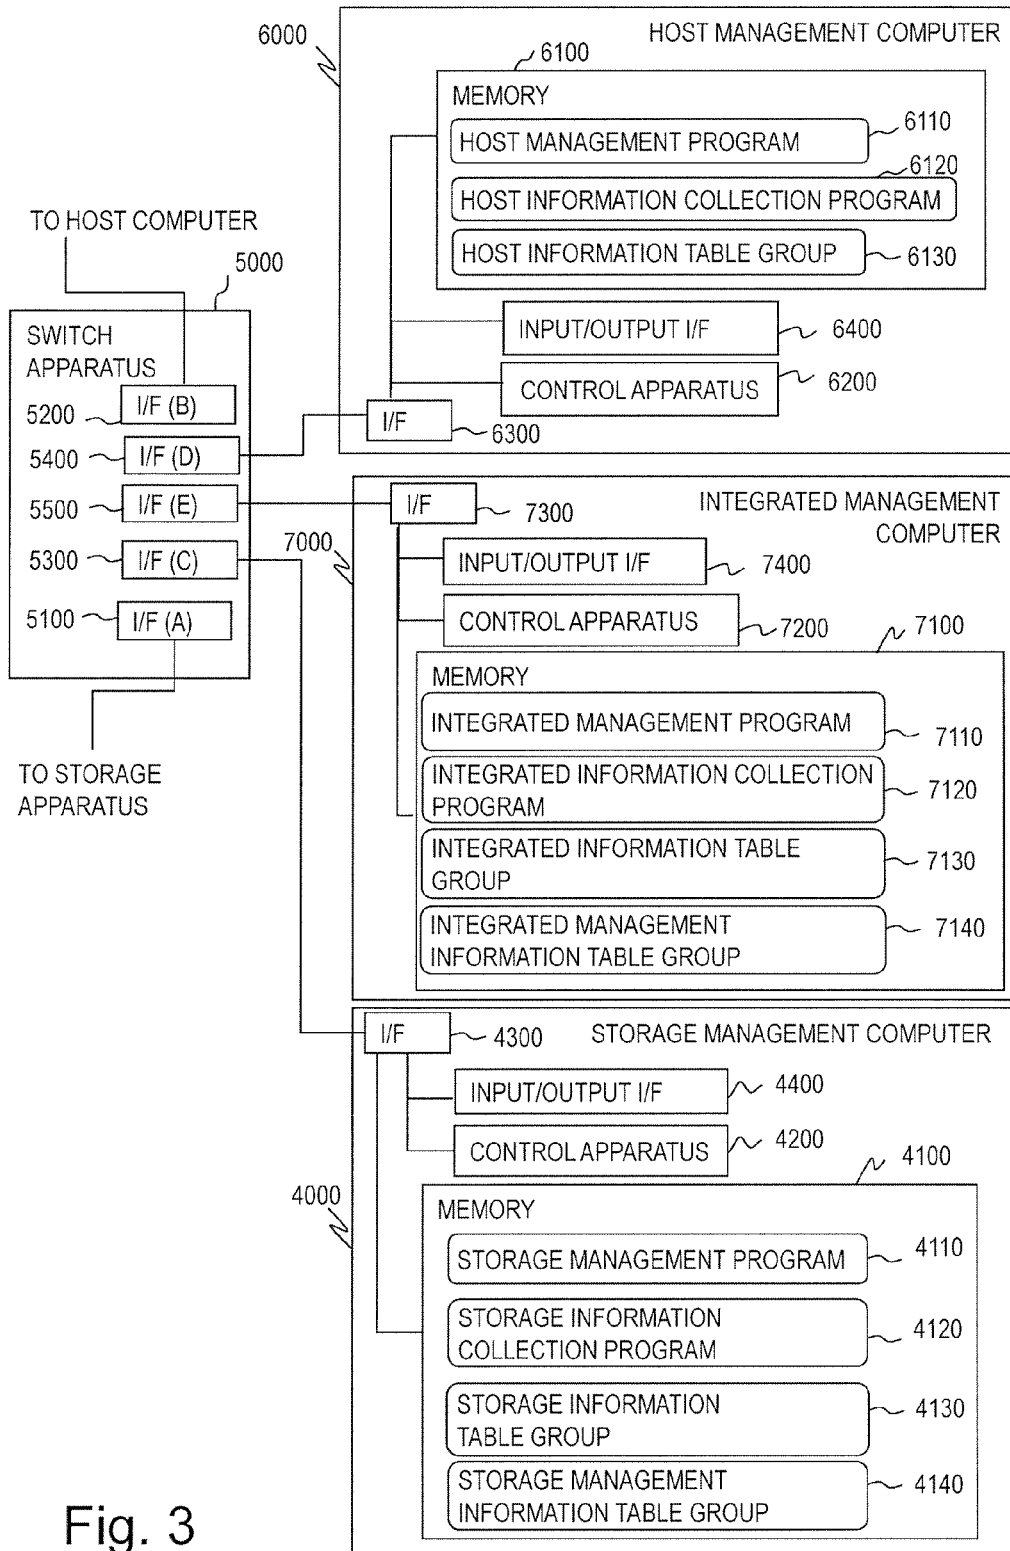 6000
HOST MANAGEMENT COMPUTER
6100
MEMORY
HOST MANAGEMENT PROGRAM
6110
6120
HOST INFORMATION COLLECTION PROGRAM
HOST INFORMATION TABLE GROUP
6130
INPUT/OUTPUT I/F
6400
CONTROL APPARATUS
6200
I/F
6300
TO HOST COMPUTER
5000
SWITCH
APPARATUS
5200
I/F (B)
5400
I/F (D)
5500
I/F (E)
5300
I/F (C)
5100
I/F (A)
TO STORAGE
APPARATUS
7000
I/F
7300
INTEGRATED MANAGEMENT
COMPUTER
INPUT/OUTPUT I/F
7400
CONTROL APPARATUS
7200
7100
MEMORY
INTEGRATED MANAGEMENT PROGRAM
7110
INTEGRATED INFORMATION COLLECTION
PROGRAM
7120
INTEGRATED INFORMATION TABLE
GROUP
7130
INTEGRATED MANAGEMENT
INFORMATION TABLE GROUP
7140
I/F
4300
STORAGE MANAGEMENT COMPUTER
INPUT/OUTPUT I/F
4400
CONTROL APPARATUS
4200
4000
4100
MEMORY
STORAGE MANAGEMENT PROGRAM
4110
STORAGE INFORMATION
COLLECTION PROGRAM
4120
STORAGE INFORMATION
TABLE GROUP
4130
STORAGE MANAGEMENT
INFORMATION TABLE GROUP
4140
Fig. 3